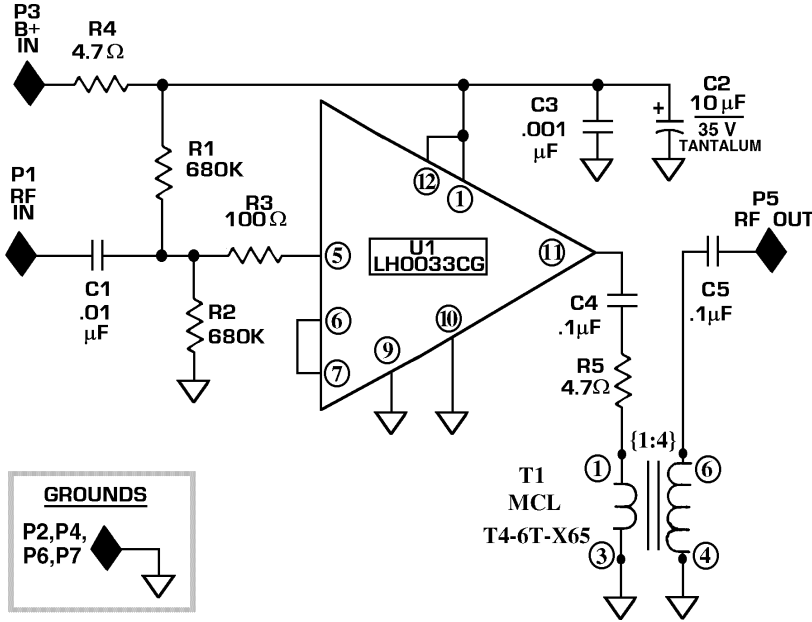 P3
B+
IN
R4
4.7Ω
R1
680K
C3
.001
µF
C2
10 µF
35 V
TANTALUM
+
P1
RF
IN
R3
100Ω
C1
.01
µF
R2
680K
12
1
5
6
7
9
10
11
U1
LH0033CG
P5
RF OUT
C5
.1µF
C4
.1µF
R5
4.7Ω
{1:4}
1
6
3
4
T1
MCL
T4-6T-X65
GROUNDS
P2,P4,
P6,P7